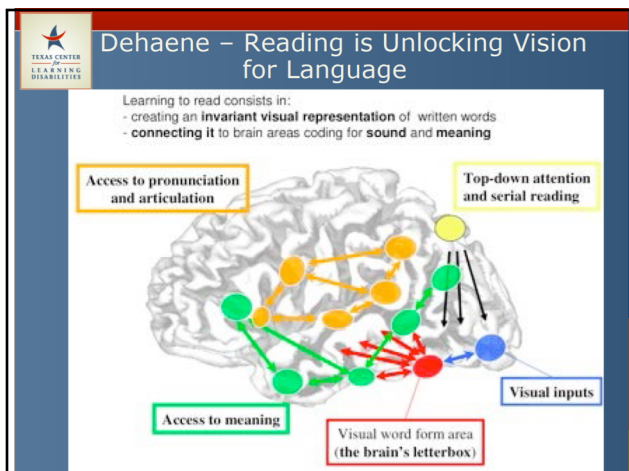 TEXAS CENTER
for
LEARNING
DISABILITIES
Dehaene – Reading is Unlocking Vision
for Language
Learning to read consists in:
- creating an invariant visual representation of written words
- connecting it to brain areas coding for sound and meaning
Access to pronunciation
and articulation
Top-down attention
and serial reading
Access to meaning
Visual word form area
(the brain's letterbox)
Visual inputs